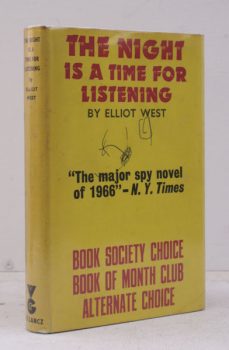 THE NIGHT
IS A TIME FOR
LISTENING
BY ELLIOT WEST
"The major spy novel
of 1966"-N. Y. Times
BOOK SOCIETY CHOICE
BOOK OF MONTH CLUB
ALTERNATE CHOICE
THE NIGHT
IS A
TIME FOR
LISTENING
by
ELLIOT
WEST
VG